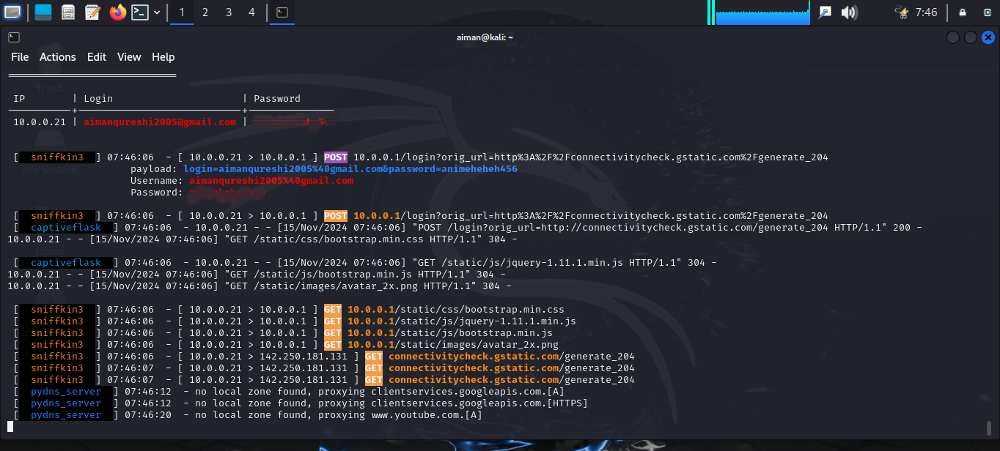 1 2 3 4 7:46
aiman@kali: ~
File Actions Edit View Help
Trash
IP | Login | Password
10.0.0.21 | aimanqureshi2005@gmail.com |
[ sniffkin3 ] 07:46:06 - [ 10.0.0.21 > 10.0.0.1 ] POST 10.0.0.1/login?orig_url=http%3A%2F%2Fconnectivitycheck.gstatic.com%2Fgenerate_204
File System
payload: login=aimanqureshi2005%40gmail.com&password=animeheheh456
Username: aimanqureshi2005%40gmail.com
Password:
[ sniffkin3 ] 07:46:06 - [ 10.0.0.21 > 10.0.0.1 ] POST 10.0.0.1/login?orig_url=http%3A%2F%2Fconnectivitycheck.gstatic.com%2Fgenerate_204
[ captiveflask ] 07:46:06 - 10.0.0.21 - - [15/Nov/2024 07:46:06] "POST /login?orig_url=http://connectivitycheck.gstatic.com/generate_204 HTTP/1.1" 200 -
10.0.0.21 - - [15/Nov/2024 07:46:06] "GET /static/css/bootstrap.min.css HTTP/1.1" 304 -
Home
[ captiveflask ] 07:46:06 - 10.0.0.21 - - [15/Nov/2024 07:46:06] "GET /static/js/jquery-1.11.1.min.js HTTP/1.1" 304 -
10.0.0.21 - - [15/Nov/2024 07:46:06] "GET /static/js/bootstrap.min.js HTTP/1.1" 304 -
10.0.0.21 - - [15/Nov/2024 07:46:06] "GET /static/images/avatar_2x.png HTTP/1.1" 304 -
[ sniffkin3 ] 07:46:06 - [ 10.0.0.21 > 10.0.0.1 ] GET 10.0.0.1/static/css/bootstrap.min.css
[ sniffkin3 ] 07:46:06 - [ 10.0.0.21 > 10.0.0.1 ] GET 10.0.0.1/static/js/jquery-1.11.1.min.js
[ sniffkin3 ] 07:46:06 - [ 10.0.0.21 > 10.0.0.1 ] GET 10.0.0.1/static/js/bootstrap.min.js
[ sniffkin3 ] 07:46:06 - [ 10.0.0.21 > 10.0.0.1 ] GET 10.0.0.1/static/images/avatar_2x.png
[ sniffkin3 ] 07:46:06 - [ 10.0.0.21 > 142.250.181.131 ] GET connectivitycheck.gstatic.com/generate_204
[ sniffkin3 ] 07:46:07 - [ 10.0.0.21 > 142.250.181.131 ] GET connectivitycheck.gstatic.com/generate_204
[ sniffkin3 ] 07:46:07 - [ 10.0.0.21 > 142.250.181.131 ] GET connectivitycheck.gstatic.com/generate_204
[ pydns_server ] 07:46:12 - no local zone found, proxying clientservices.googleapis.com.[A]
[ pydns_server ] 07:46:12 - no local zone found, proxying clientservices.googleapis.com.[HTTPS]
[ pydns_server ] 07:46:20 - no local zone found, proxying www.youtube.com.[A]